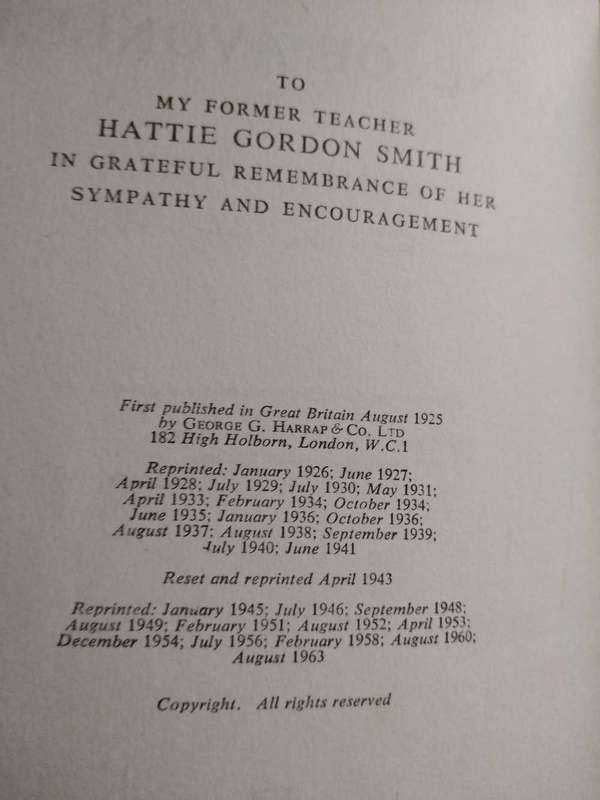 TO
MY FORMER TEACHER
HATTIE GORDON SMITH
IN GRATEFUL REMEMBRANCE OF HER
SYMPATHY AND ENCOURAGEMENT
First published in Great Britain August 1925
by GEORGE G. HARRAP & CO. LTD
182 High Holborn, London, W.C.1
Reprinted: January 1926; June 1927;
April 1928; July 1929; July 1930; May 1931;
April 1933; February 1934; October 1934;
June 1935; January 1936; October 1936;
August 1937; August 1938; September 1939;
July 1940; June 1941
Reset and reprinted April 1943
Reprinted: January 1945; July 1946; September 1948;
August 1949; February 1951; August 1952; April 1953;
December 1954; July 1956; February 1958; August 1960;
August 1963
Copyright. All rights reserved